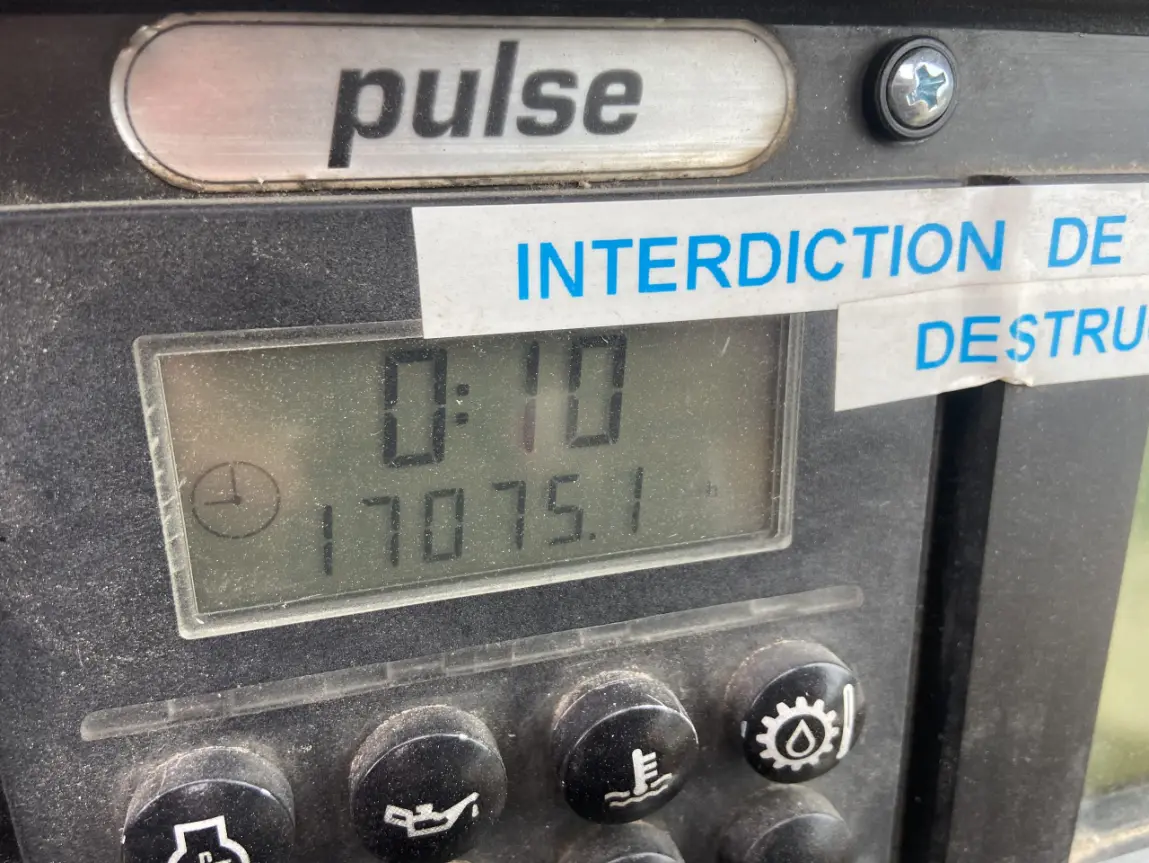 pulse
INTERDICTION DE
DESTRU
0:10
17075.1 h